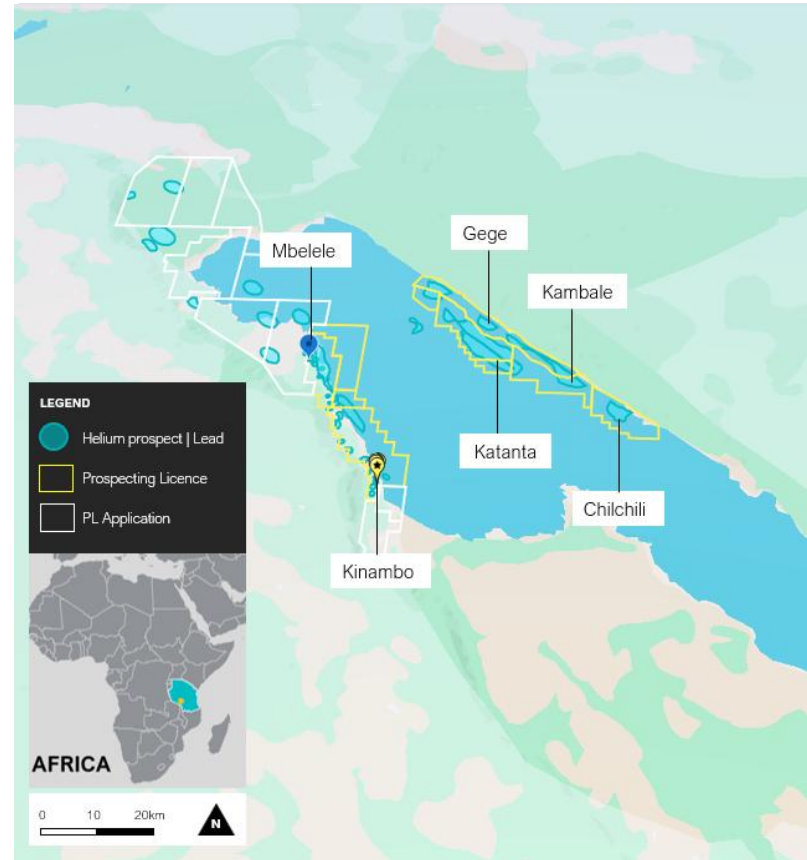 Gege
Mbelele
Kambale
Katanta
Chilchili
Kinambo
LEGEND
Helium prospect | Lead
Prospecting Licence
PL Application
AFRICA
0 10 20km
N